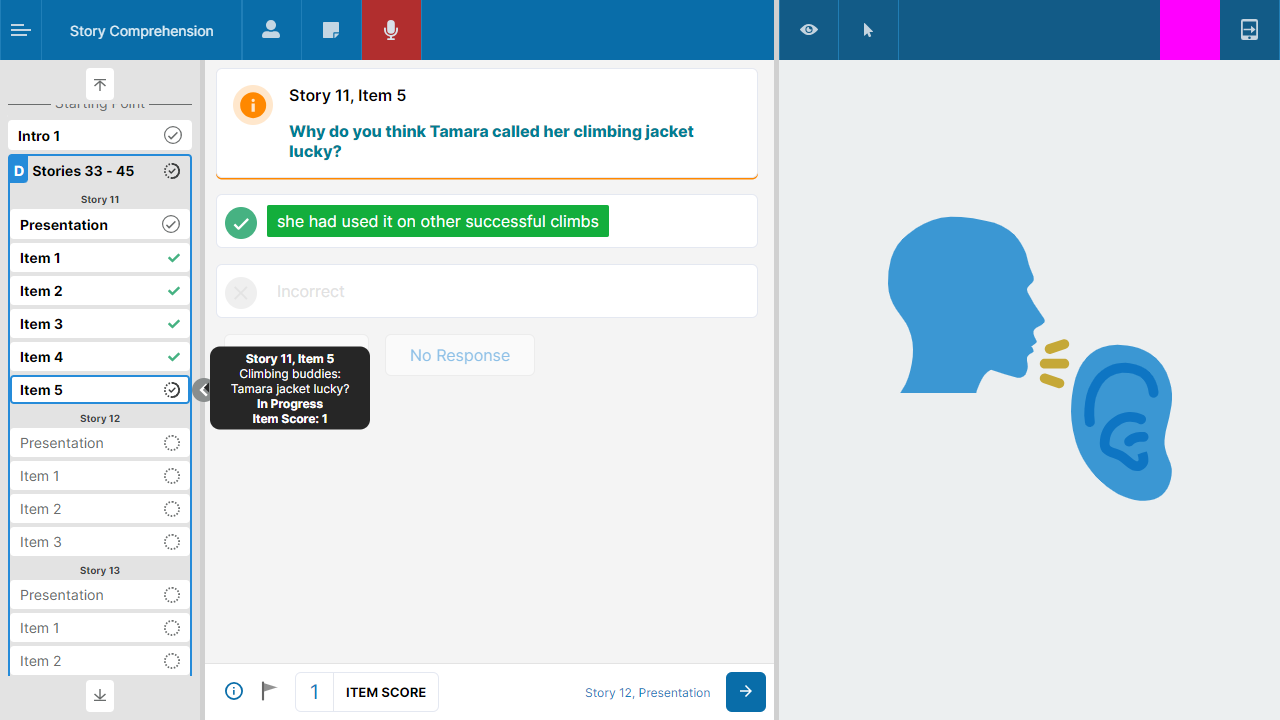 Story Comprehension
Starting Point
Intro 1
D Stories 33 - 45
Story 11
Presentation
Item 1
Item 2
Item 3
Item 4
Item 5
Story 12
Presentation
Item 1
Item 2
Item 3
Story 13
Presentation
Item 1
Item 2
Story 11, Item 5
Why do you think Tamara called her climbing jacket
lucky?
she had used it on other successful climbs
Incorrect
No Response
Story 11, Item 5
Climbing buddies:
Tamara jacket lucky?
In Progress
Item Score: 1
1 ITEM SCORE
Story 12, Presentation